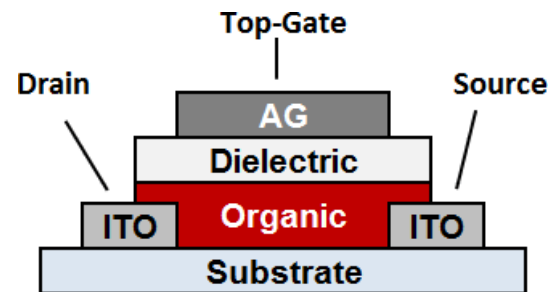 Top-Gate
Drain
Source
AG
Dielectric
Organic
ITO
ITO
Substrate